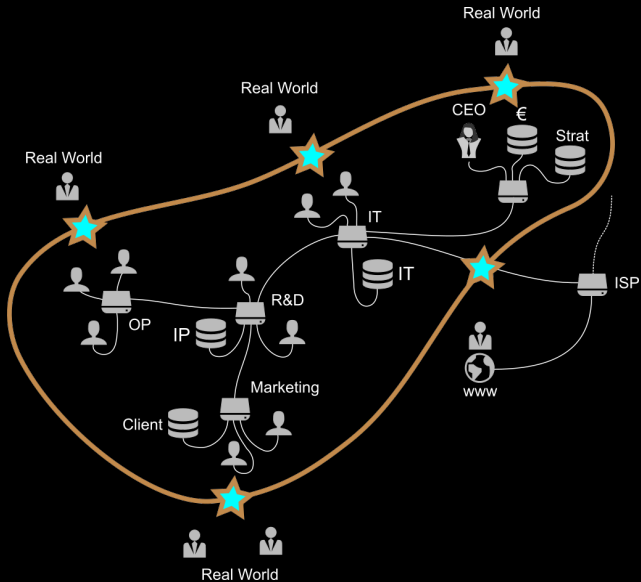 Real World
Real World
CEO
€
Strat
Real World
IT
IT
ISP
R&D
OP
IP
Marketing
www
Client
Real World